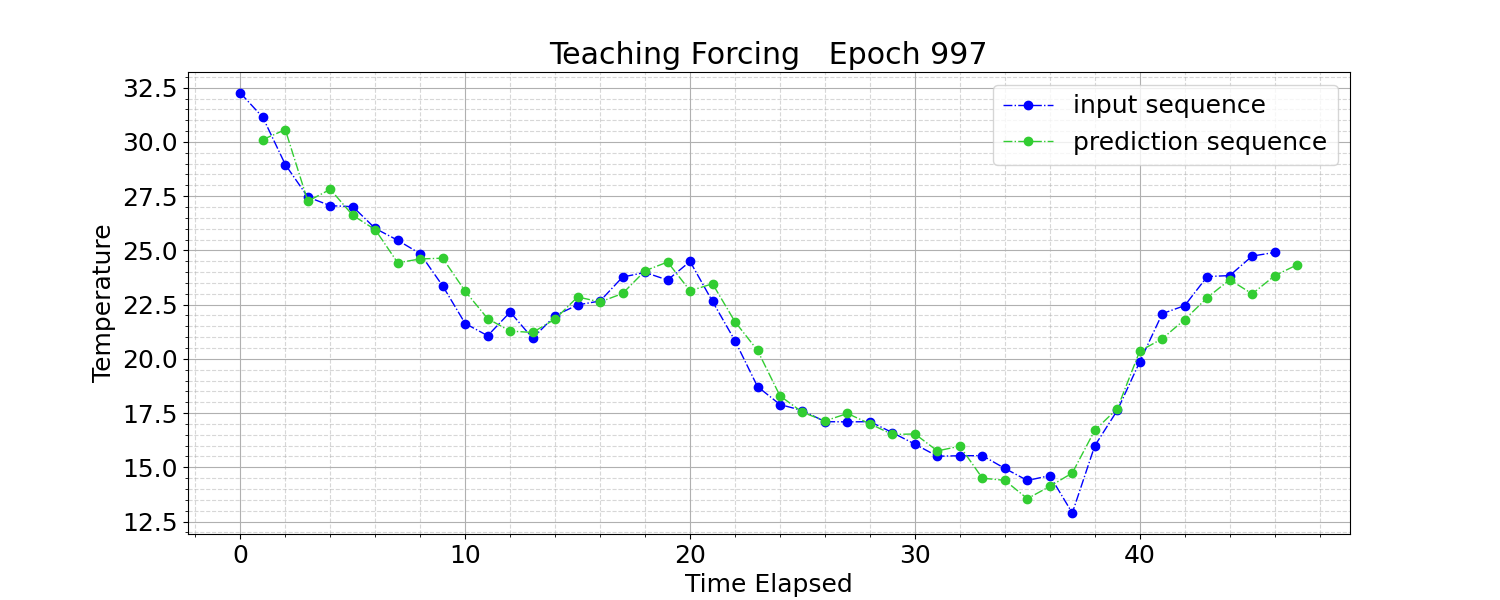 Teaching Forcing   Epoch 997
32.5
30.0
27.5
25.0
22.5
20.0
17.5
15.0
12.5
Temperature
input sequence
prediction sequence
0 10 20 30 40
Time Elapsed